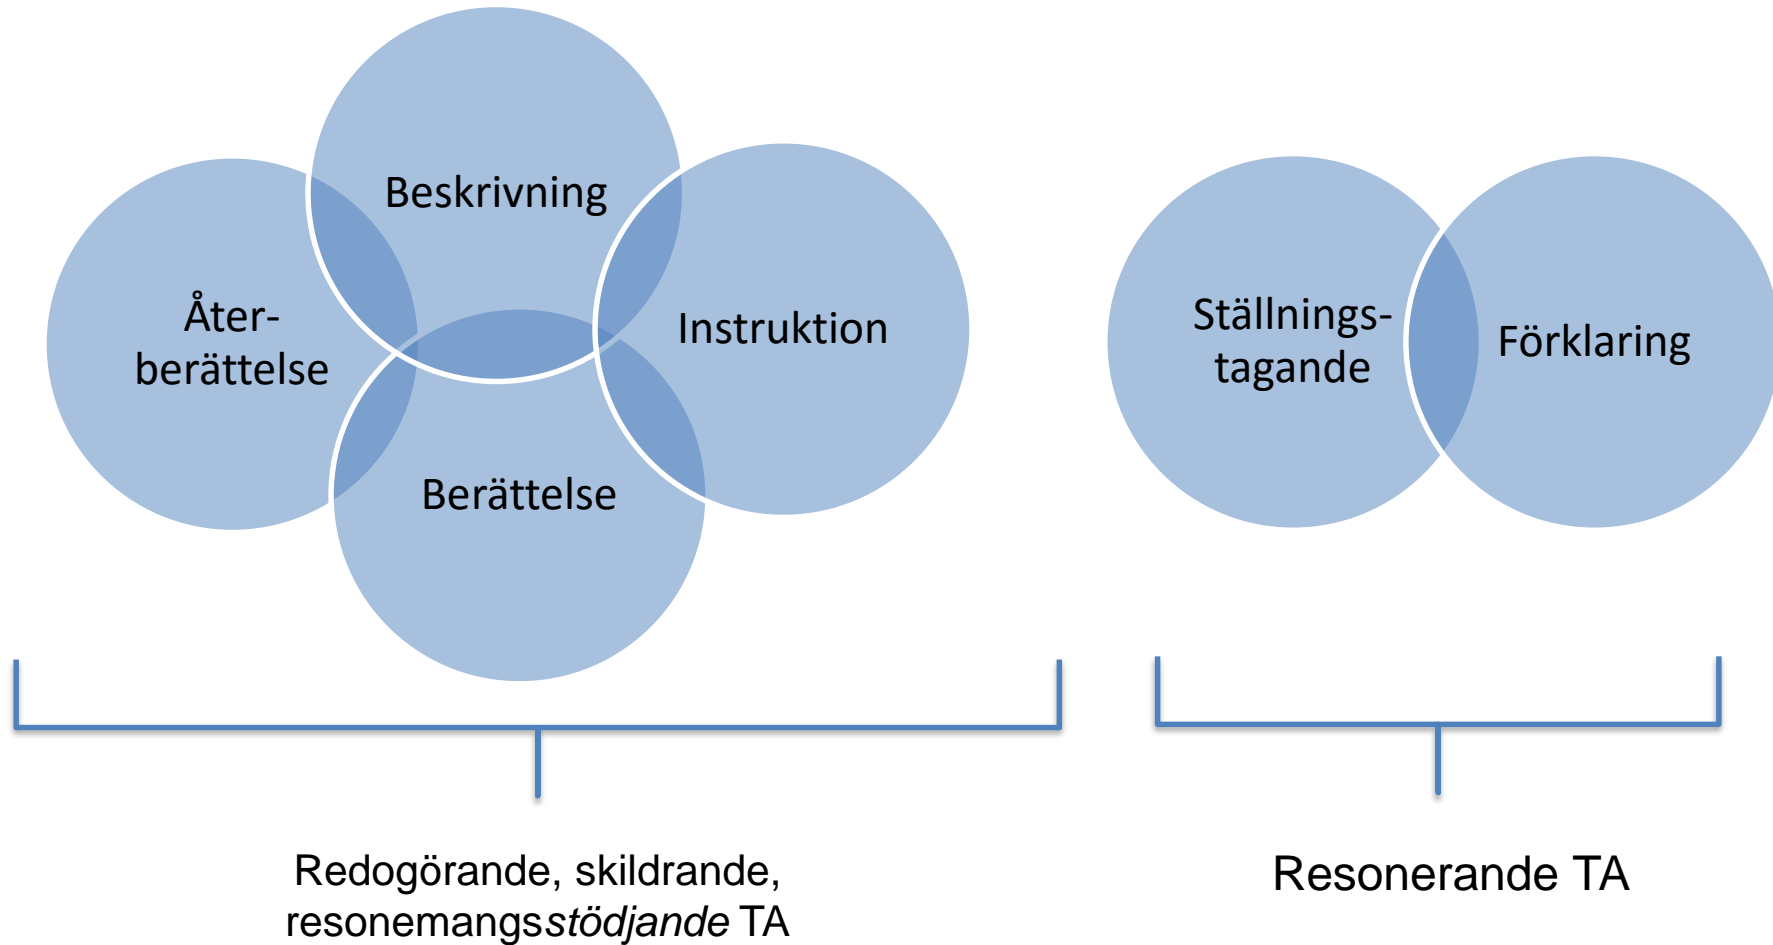 Beskrivning
Åter-
berättelse
Instruktion
Berättelse
Ställnings-
tagande
Förklaring
Redogörande, skildrande,
resonemangsstödjande TA
Resonerande TA